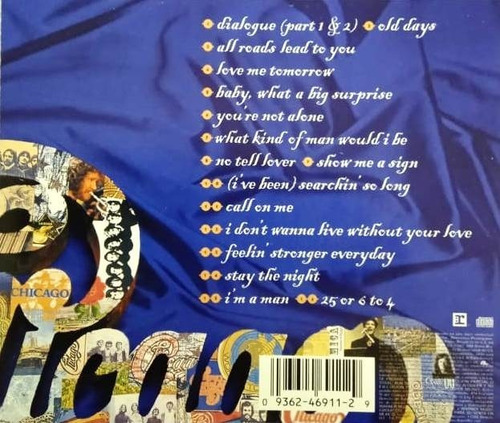 dialogue (part 1 & 2) old days
all roads lead to you
love me tomorrow
baby, what a big surprise
you're not alone
what kind of man would i be
no tell lover show me a sign
(i've been) searchin' so long
call on me
i don't wanna live without your love
feelin' stronger everyday
stay the night
i'm a man 25 or 6 to 4
CHICAGO
Chicago
0 9362-46911-2 9